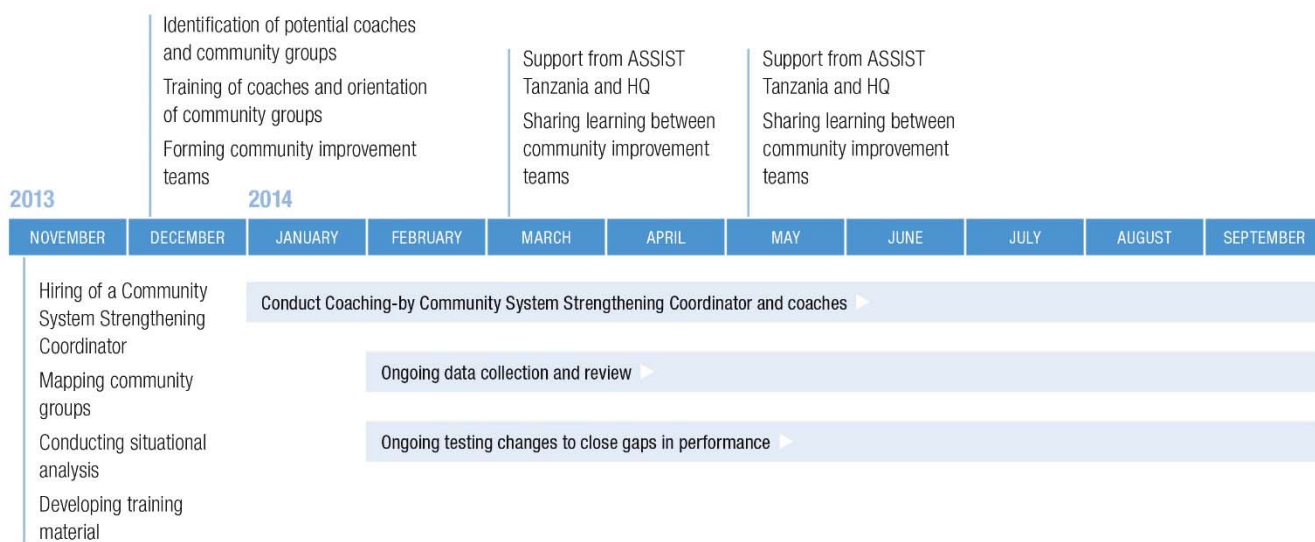 Identification of potential coaches
and community groups
Training of coaches and orientation
of community groups
Forming community improvement
teams
Support from ASSIST
Tanzania and HQ
Sharing learning between
community improvement
teams
Support from ASSIST
Tanzania and HQ
Sharing learning between
community improvement
teams
2013
2014
NOVEMBER
DECEMBER
JANUARY
FEBRUARY
MARCH
APRIL
MAY
JUNE
JULY
AUGUST
SEPTEMBER
Hiring of a Community
System Strengthening
Coordinator
Mapping community
groups
Conducting situational
analysis
Developing training
material
Conduct Coaching-by Community System Strengthening Coordinator and coaches
Ongoing data collection and review
Ongoing testing changes to close gaps in performance